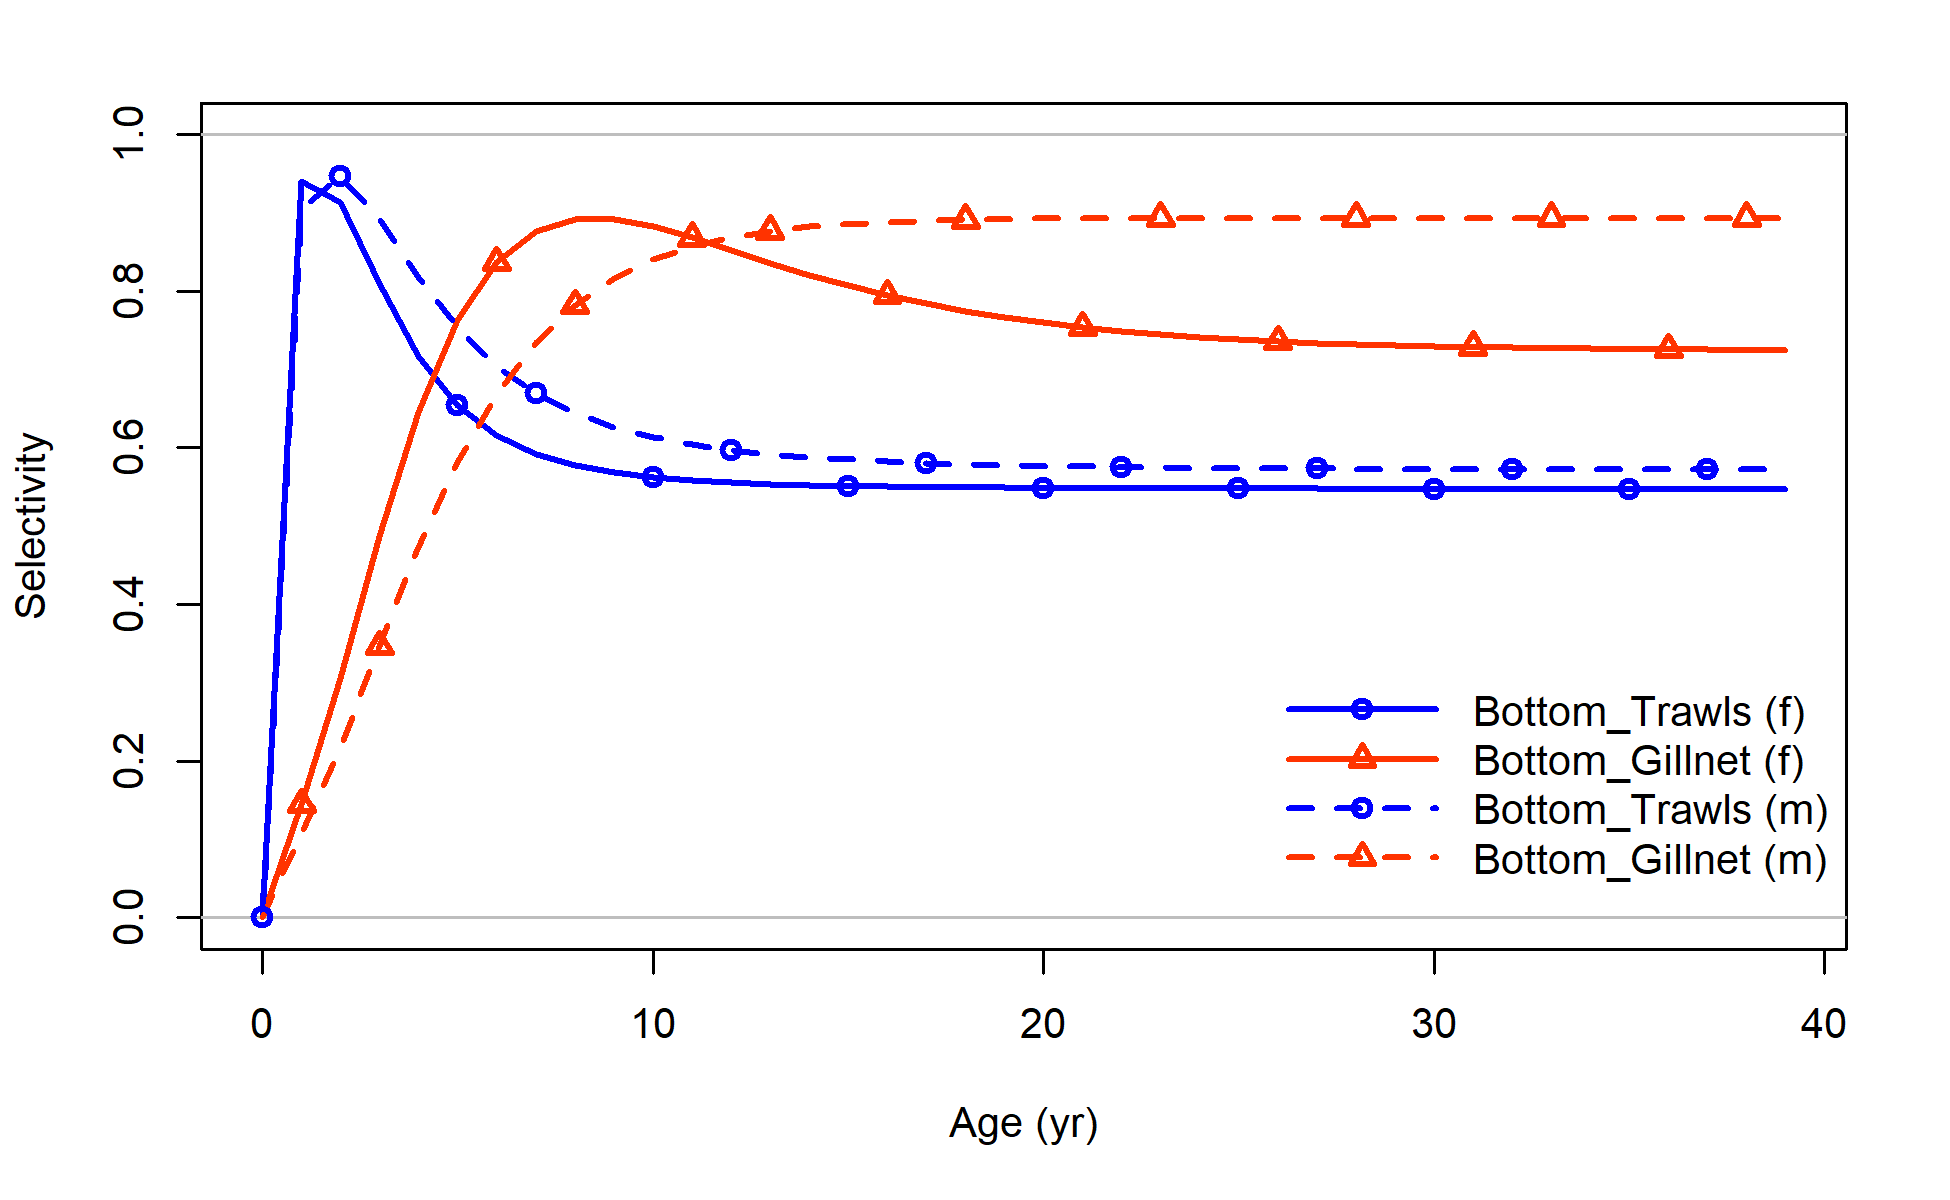 Selectivity
1.0
0.8
0.6
0.4
0.2
0.0
Bottom_Trawls (f)
Bottom_Gillnet (f)
Bottom_Trawls (m)
Bottom_Gillnet (m)
0 10 20 30 40
Age (yr)